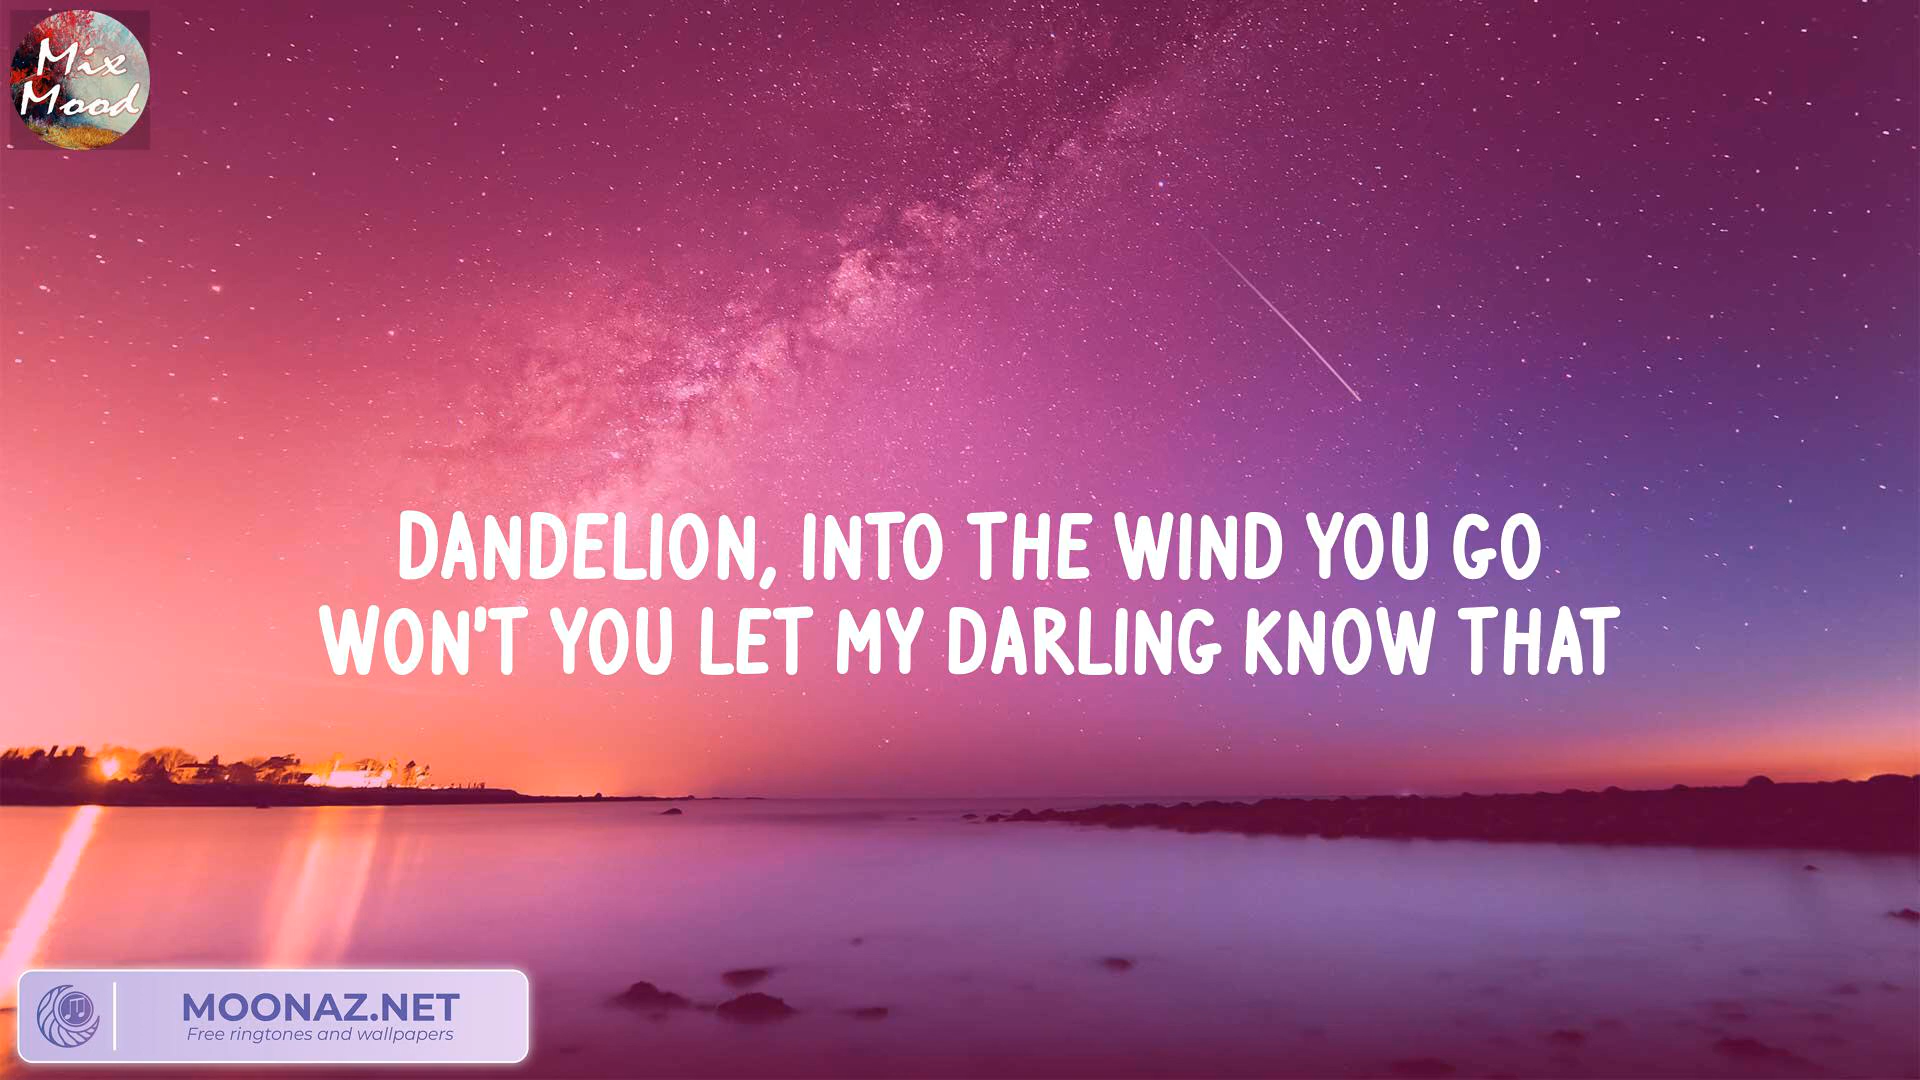 Mix
Mood
DANDELION, INTO THE WIND YOU GO
WON'T YOU LET MY DARLING KNOW THAT
MOONAZ.NET
Free ringtones and wallpapers